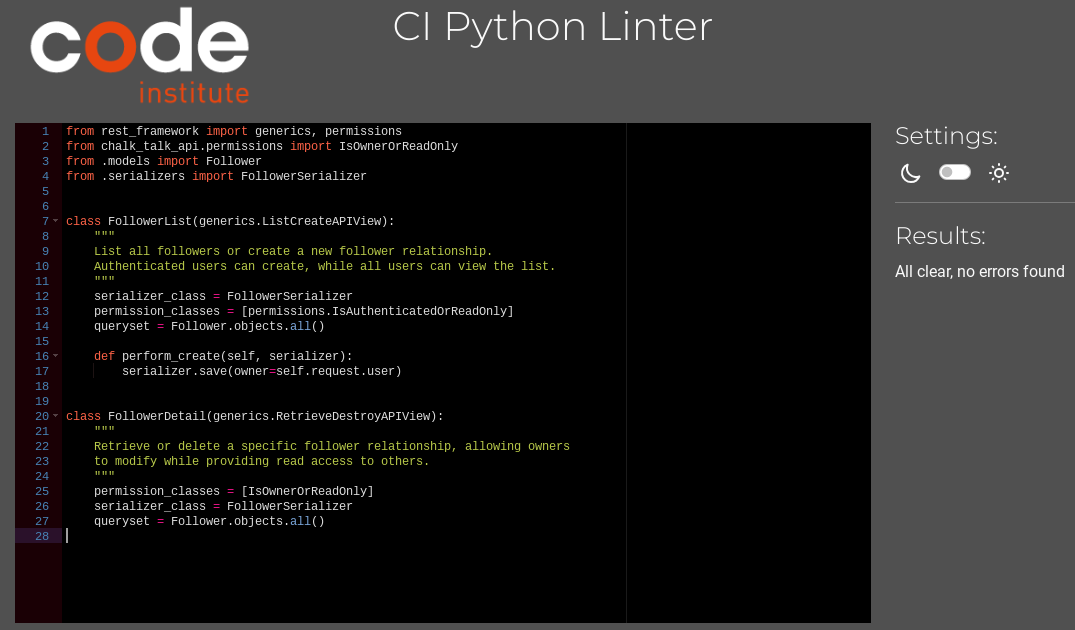 code
institute
CI Python Linter
1 from rest_framework import generics, permissions
2 from chalk_talk_api.permissions import IsOwnerOrReadOnly
3 from .models import Follower
4 from .serializers import FollowerSerializer
5
6
7 class FollowerList(generics.ListCreateAPIView):
8     """
9     List all followers or create a new follower relationship.
10     Authenticated users can create, while all users can view the list.
11     """
12     serializer_class = FollowerSerializer
13     permission_classes = [permissions.IsAuthenticatedOrReadOnly]
14     queryset = Follower.objects.all()
15
16     def perform_create(self, serializer):
17         serializer.save(owner=self.request.user)
18
19
20 class FollowerDetail(generics.RetrieveDestroyAPIView):
21     """
22     Retrieve or delete a specific follower relationship, allowing owners
23     to modify while providing read access to others.
24     """
25     permission_classes = [IsOwnerOrReadOnly]
26     serializer_class = FollowerSerializer
27     queryset = Follower.objects.all()
28
Settings:
Results:
All clear, no errors found